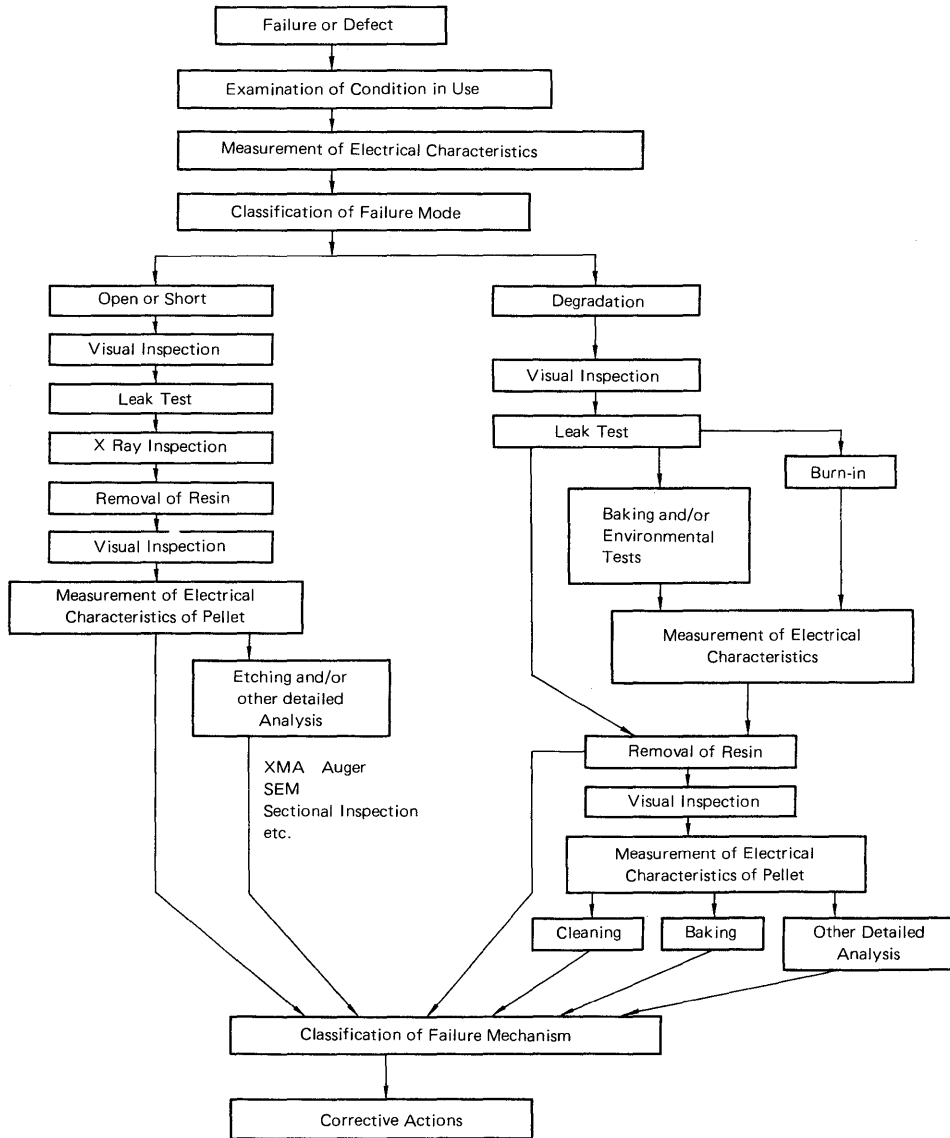 Failure or Defect
Examination of Condition in Use
Measurement of Electrical Characteristics
Classification of Failure Mode
Open or Short
Visual Inspection
Leak Test
X Ray Inspection
Removal of Resin
Visual Inspection
Measurement of Electrical
Characteristics of Pellet
Etching and/or
other detailed
Analysis
XMA Auger
SEM
Sectional Inspection
etc.
Degradation
Visual Inspection
Leak Test
Burn-in
Baking and/or
Environmental
Tests
Measurement of Electrical
Characteristics
Removal of Resin
Visual Inspection
Measurement of Electrical
Characteristics of Pellet
Cleaning
Baking
Other Detailed
Analysis
Classification of Failure Mechanism
Corrective Actions